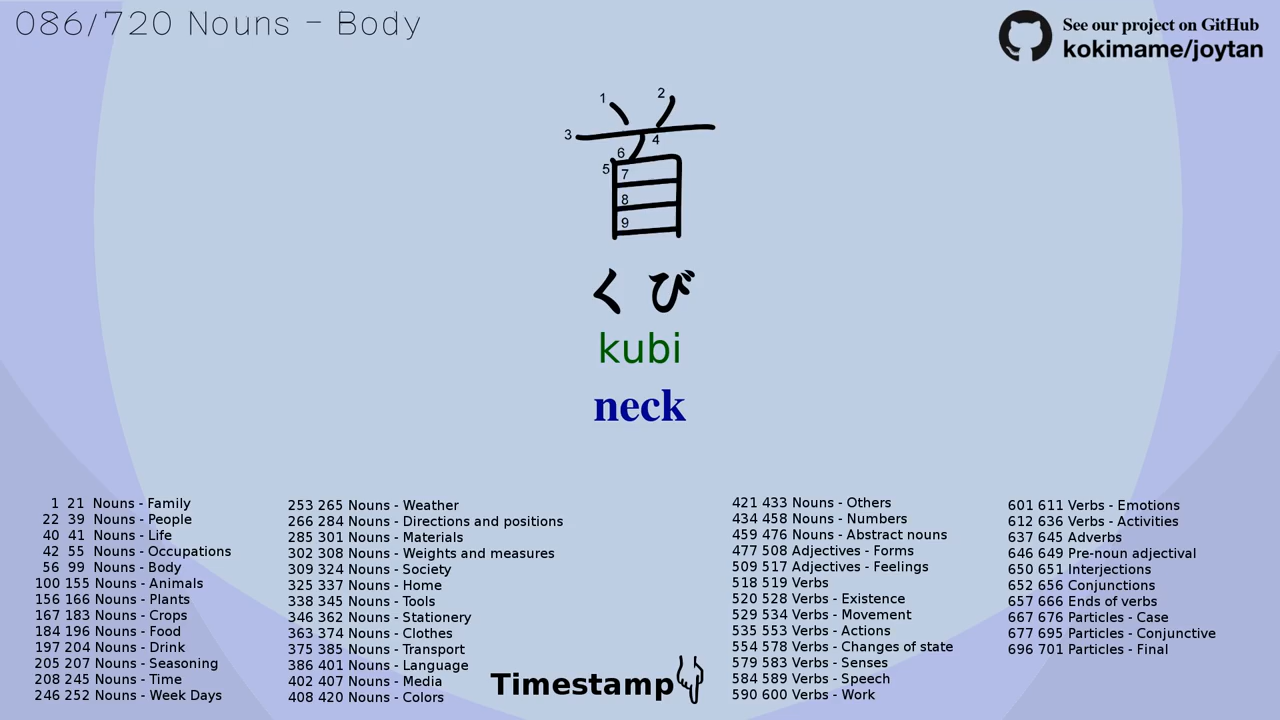 086/720 Nouns - Body
See our project on GitHub
kokimame/joytan
1 2
3 4
6
5 7
8
9
首
くび
kubi
neck
1 21 Nouns - Family
22 39 Nouns - People
40 41 Nouns - Life
42 55 Nouns - Occupations
56 99 Nouns - Body
100 155 Nouns - Animals
156 166 Nouns - Plants
167 183 Nouns - Crops
184 196 Nouns - Food
197 204 Nouns - Drink
205 207 Nouns - Seasoning
208 245 Nouns - Time
246 252 Nouns - Week Days
253 265 Nouns - Weather
266 284 Nouns - Directions and positions
285 301 Nouns - Materials
302 308 Nouns - Weights and measures
309 324 Nouns - Society
325 337 Nouns - Home
338 345 Nouns - Tools
346 362 Nouns - Stationery
363 374 Nouns - Clothes
375 385 Nouns - Transport
386 401 Nouns - Language
402 407 Nouns - Media
408 420 Nouns - Colors
Timestamp
421 433 Nouns - Others
434 458 Nouns - Numbers
459 476 Nouns - Abstract nouns
477 508 Adjectives - Forms
509 517 Adjectives - Feelings
518 519 Verbs
520 528 Verbs - Existence
529 534 Verbs - Movement
535 553 Verbs - Actions
554 578 Verbs - Changes of state
579 583 Verbs - Senses
584 589 Verbs - Speech
590 600 Verbs - Work
601 611 Verbs - Emotions
612 636 Verbs - Activities
637 645 Adverbs
646 649 Pre-noun adjectival
650 651 Interjections
652 656 Conjunctions
657 666 Ends of verbs
667 676 Particles - Case
677 695 Particles - Conjunctive
696 701 Particles - Final